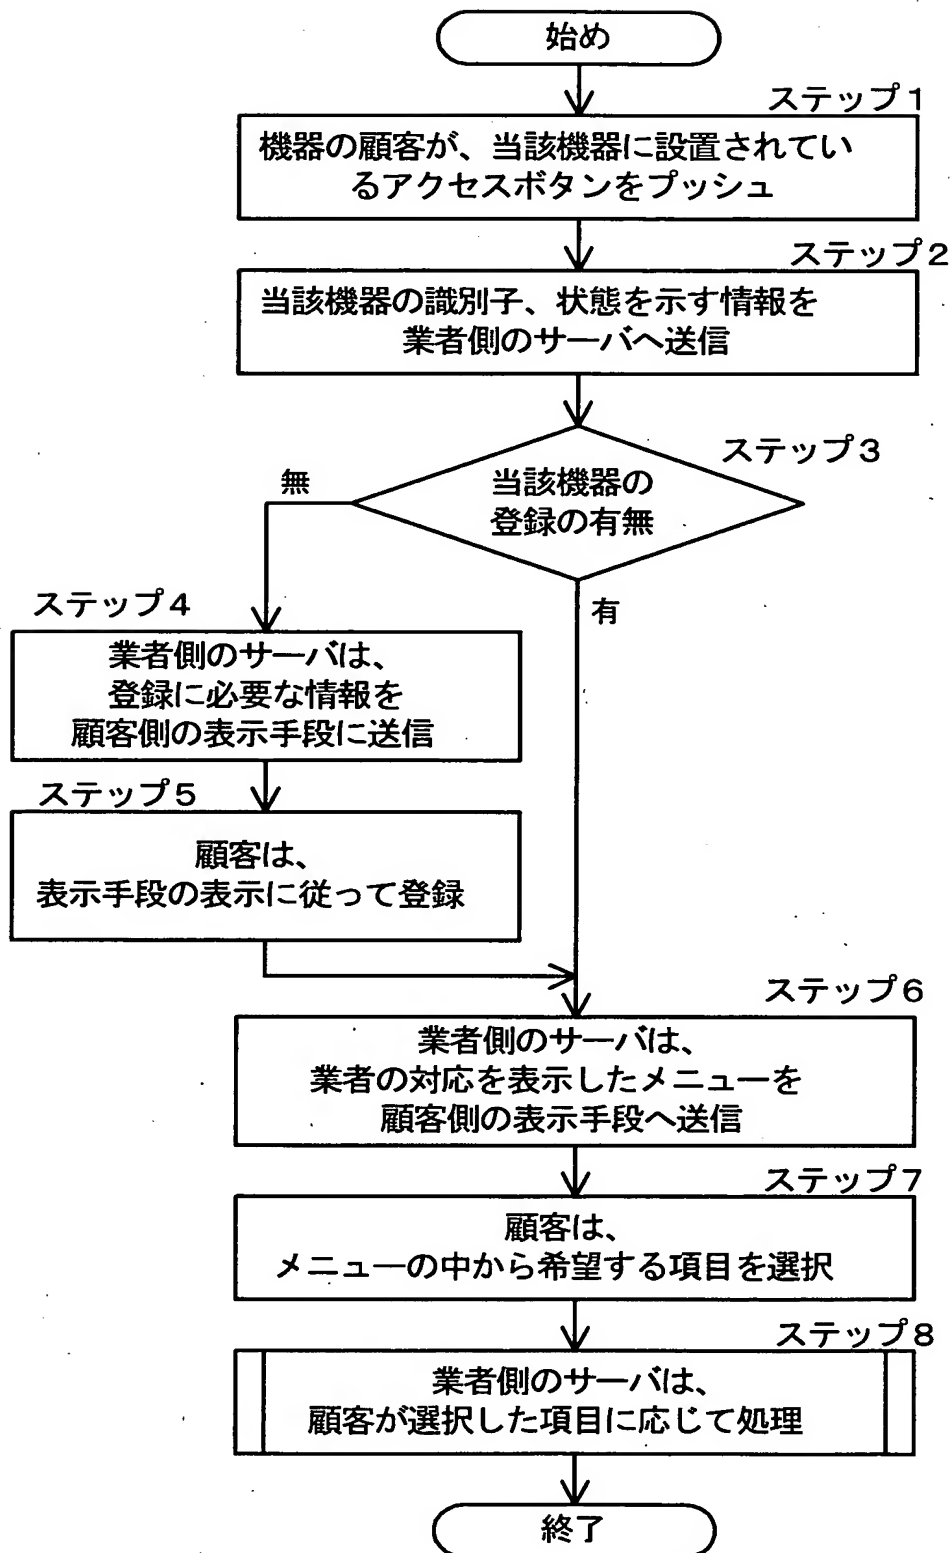 始め
ステップ1
機器の顧客が、当該機器に設置されてい
るアクセスボタンをプッシュ
ステップ2
当該機器の識別子、状態を示す情報を
業者側のサーバへ送信
ステップ3
当該機器の
登録の有無
無
有
ステップ4
業者側のサーバは、
登録に必要な情報を
顧客側の表示手段に送信
ステップ5
顧客は、
表示手段の表示に従って登録
ステップ6
業者側のサーバは、
業者の対応を表示したメニューを
顧客側の表示手段へ送信
ステップ7
顧客は、
メニューの中から希望する項目を選択
ステップ8
業者側のサーバは、
顧客が選択した項目に応じて処理
終了